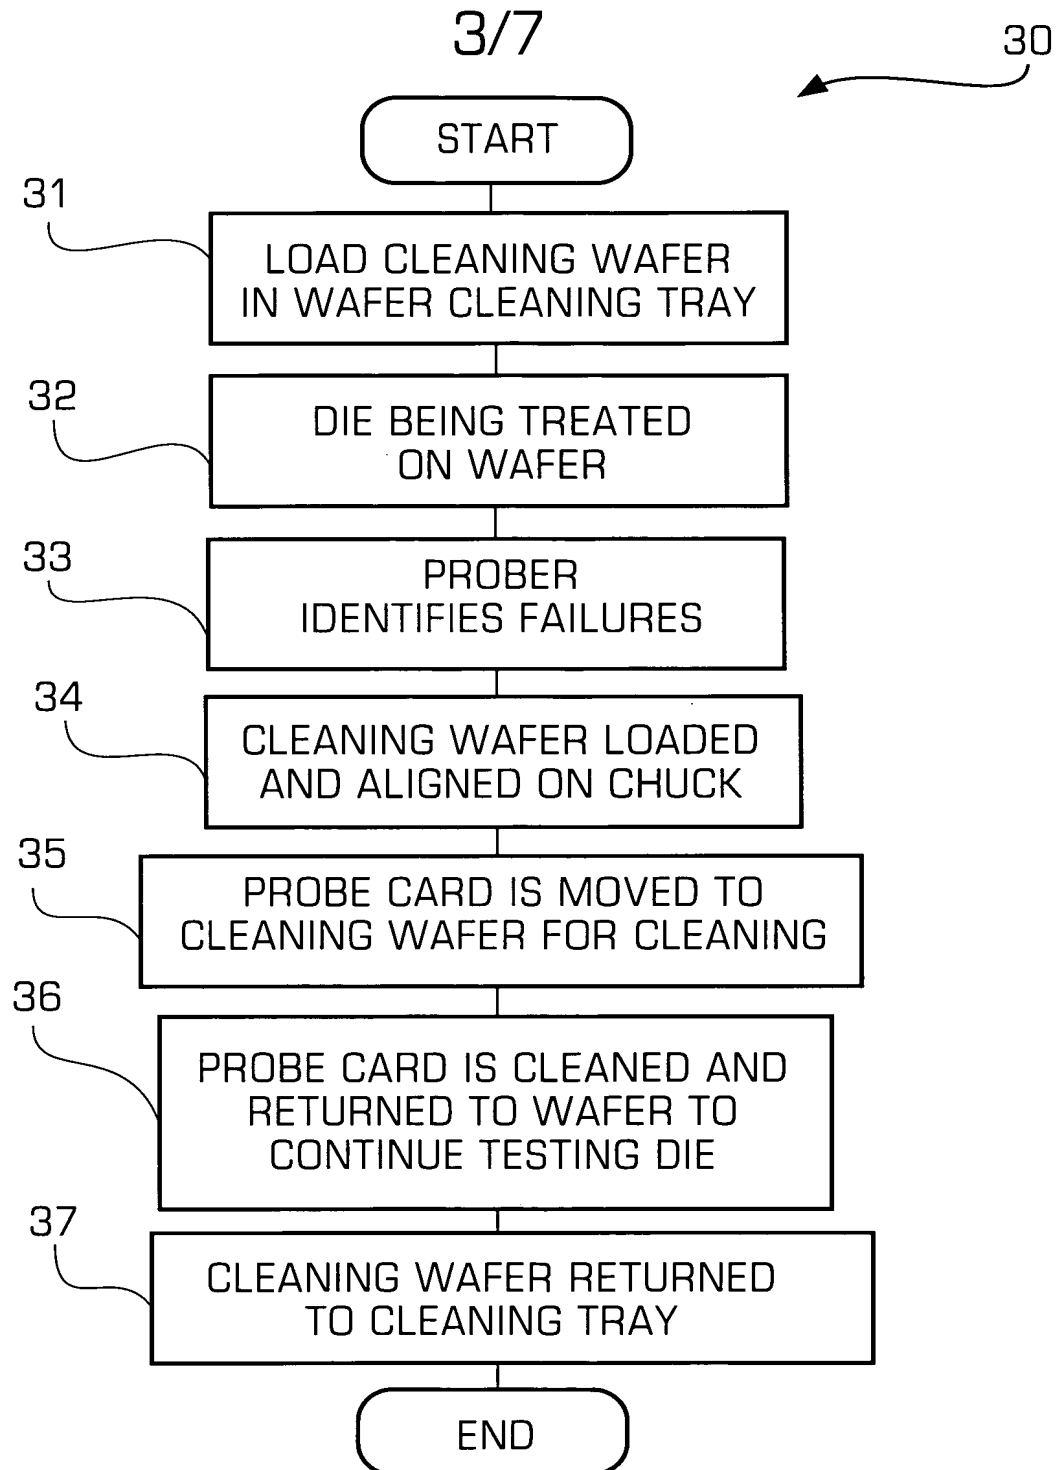 3/7
30
START
31
LOAD CLEANING WAFER
IN WAFER CLEANING TRAY
32
DIE BEING TREATED
ON WAFER
33
PROBER
IDENTIFIES FAILURES
34
CLEANING WAFER LOADED
AND ALIGNED ON CHUCK
35
PROBE CARD IS MOVED TO
CLEANING WAFER FOR CLEANING
36
PROBE CARD IS CLEANED AND
RETURNED TO WAFER TO
CONTINUE TESTING DIE
37
CLEANING WAFER RETURNED
TO CLEANING TRAY
END